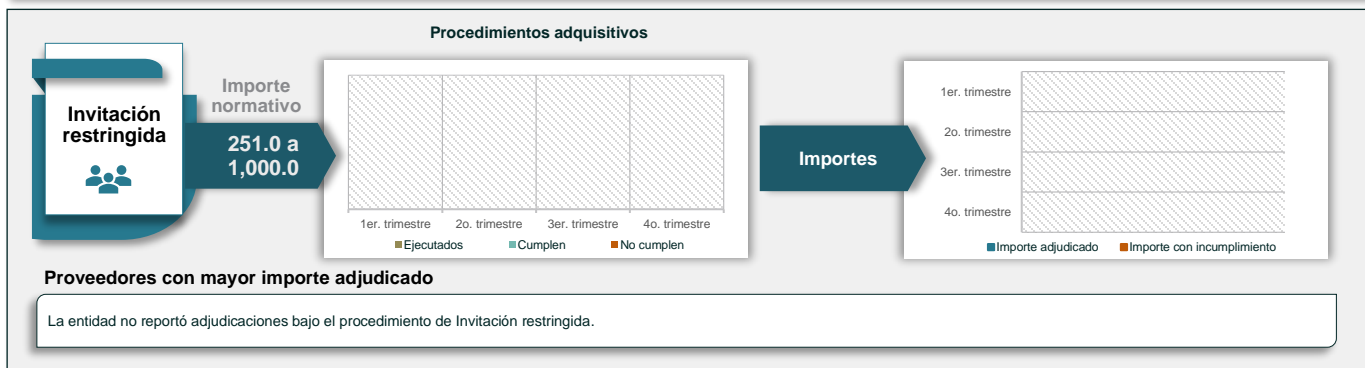 Procedimientos adquisitivos
Invitación
restringida
Importe
normativo
251.0 a
1,000.0
1er. trimestre 2o. trimestre 3er. trimestre 4o. trimestre
Ejecutados Cumplen No cumplen
Importes
1er. trimestre
2o. trimestre
3er. trimestre
4o. trimestre
Importe adjudicado Importe con incumplimiento
Proveedores con mayor importe adjudicado
La entidad no reportó adjudicaciones bajo el procedimiento de Invitación restringida.